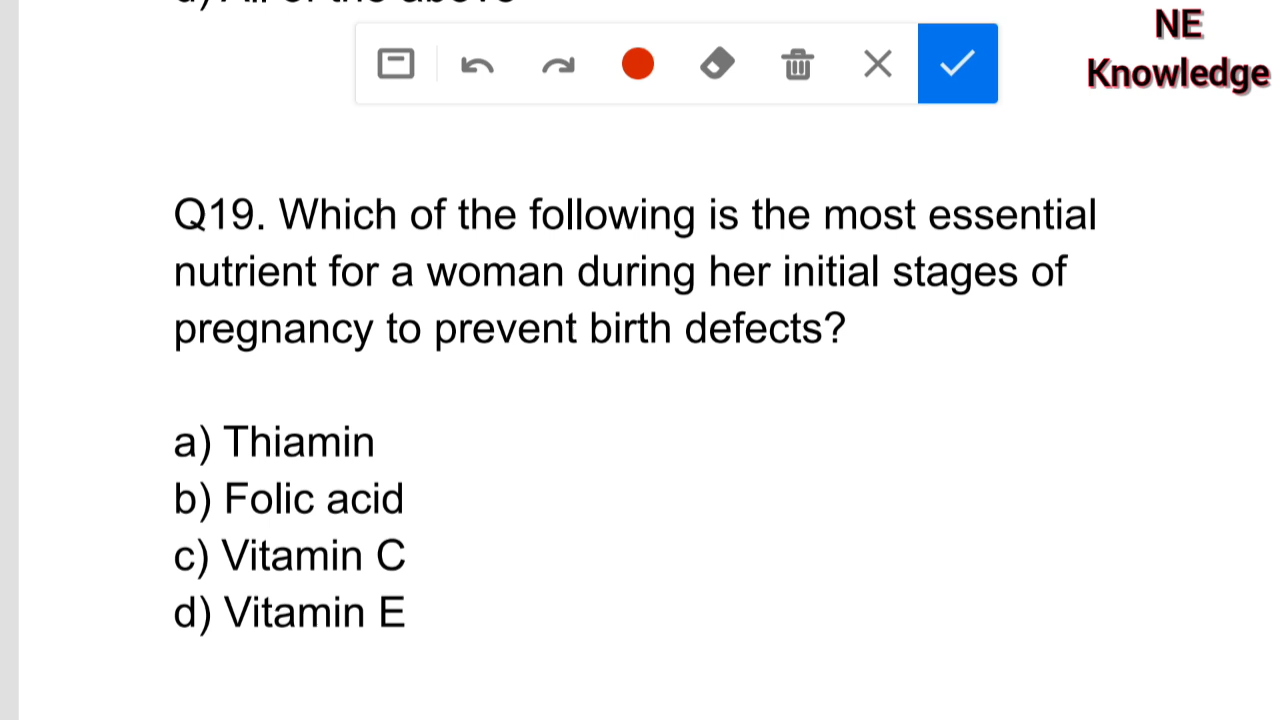 NE
Knowledge
Q19. Which of the following is the most essential
nutrient for a woman during her initial stages of
pregnancy to prevent birth defects?
a) Thiamin
b) Folic acid
c) Vitamin C
d) Vitamin E